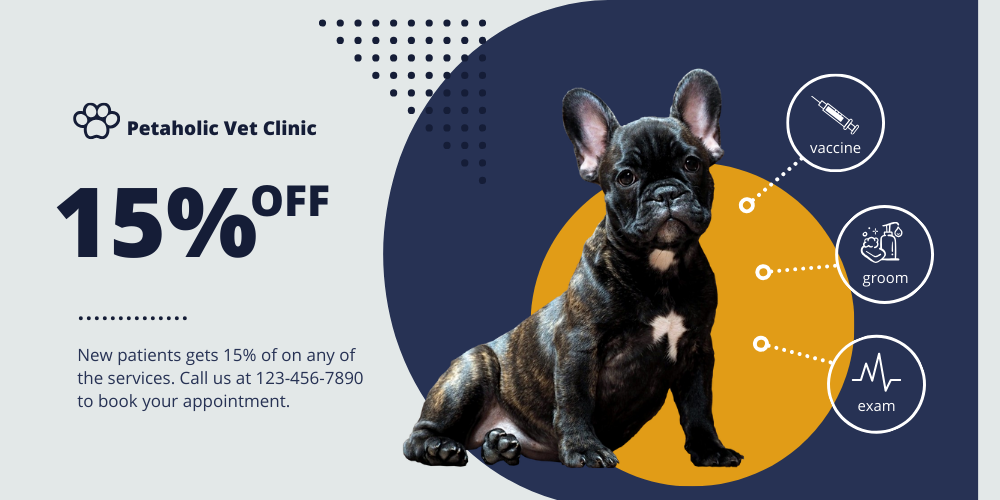 Petaholic Vet Clinic
15% OFF
New patients gets 15% of on any of
the services. Call us at 123-456-7890
to book your appointment.
vaccine
groom
exam